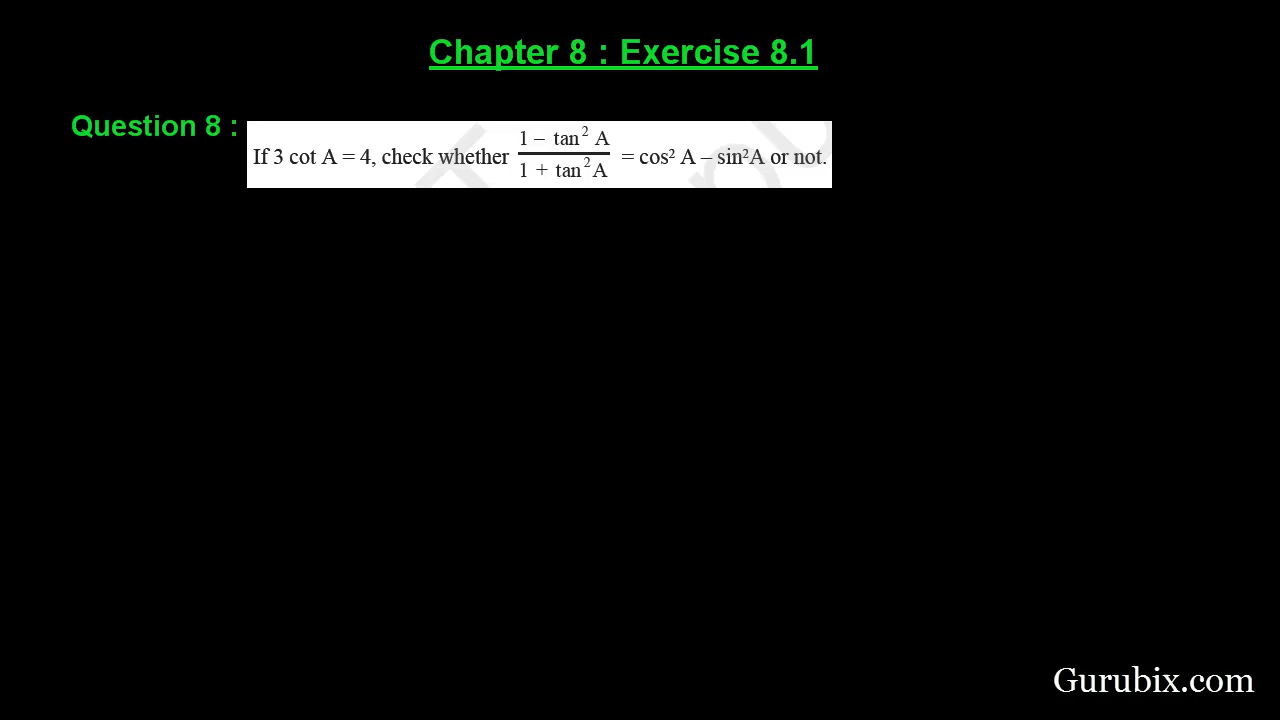 Chapter 8 : Exercise 8.1
Question 8 :
If 3 cot A = 4, check whether (1 – tan² A)/(1 + tan² A) = cos² A – sin²A or not.
Gurubix.com